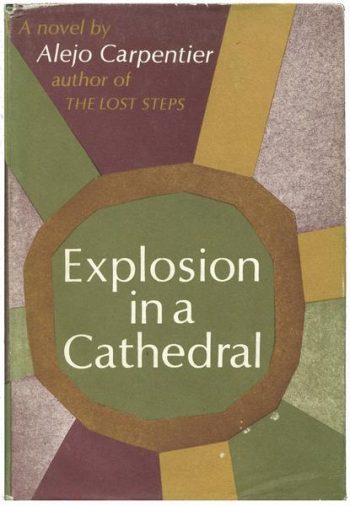 A novel by
Alejo Carpentier
author of
THE LOST STEPS
Explosion
in a
Cathedral